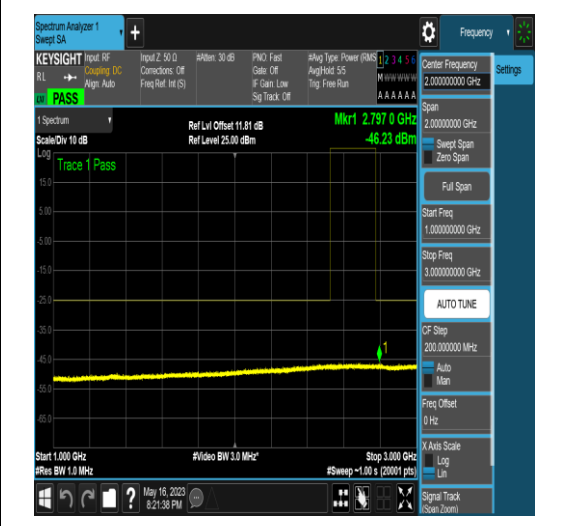 Spectrum Analyzer 1
Swept SA
+
Frequency
KEYSIGHT
RL
PASS
Input: RF
Coupling: DC
Align: Auto
Input Z: 50 Ω
Corrections: Off
Freq Ref: Int (S)
#Atten: 30 dB
PNO: Fast
Gate: Off
IF Gain: Low
Sig Track: Off
#Avg Type: Power (RMS
Avg|Hold: 5/5
Trig: Free Run
1 2 3 4 5 6
M w w w w w
A A A A A A
1 Spectrum
Scale/Div 10 dB
Ref Lvl Offset 11.81 dB
Ref Level 25.00 dBm
Mkr1 2.797 0 GHz
-46.23 dBm
Log
Trace 1 Pass
15.0
5.00
-5.00
-15.0
-25.0
-35.0
-45.0
-55.0
-65.0
1
Start 1.000 GHz
#Res BW 1.0 MHz
#Video BW 3.0 MHz*
Stop 3.000 GHz
#Sweep ~1.00 s (20001 pts)
May 16, 2023
8:21:38 PM
?
Center Frequency
2.000000000 GHz
Settings
Span
2.00000000 GHz
Swept Span
Zero Span
Full Span
Start Freq
1.000000000 GHz
Stop Freq
3.000000000 GHz
AUTO TUNE
CF Step
200.000000 MHz
Auto
Man
Freq Offset
0 Hz
X Axis Scale
Log
Lin
Signal Track
(Span Zoom)